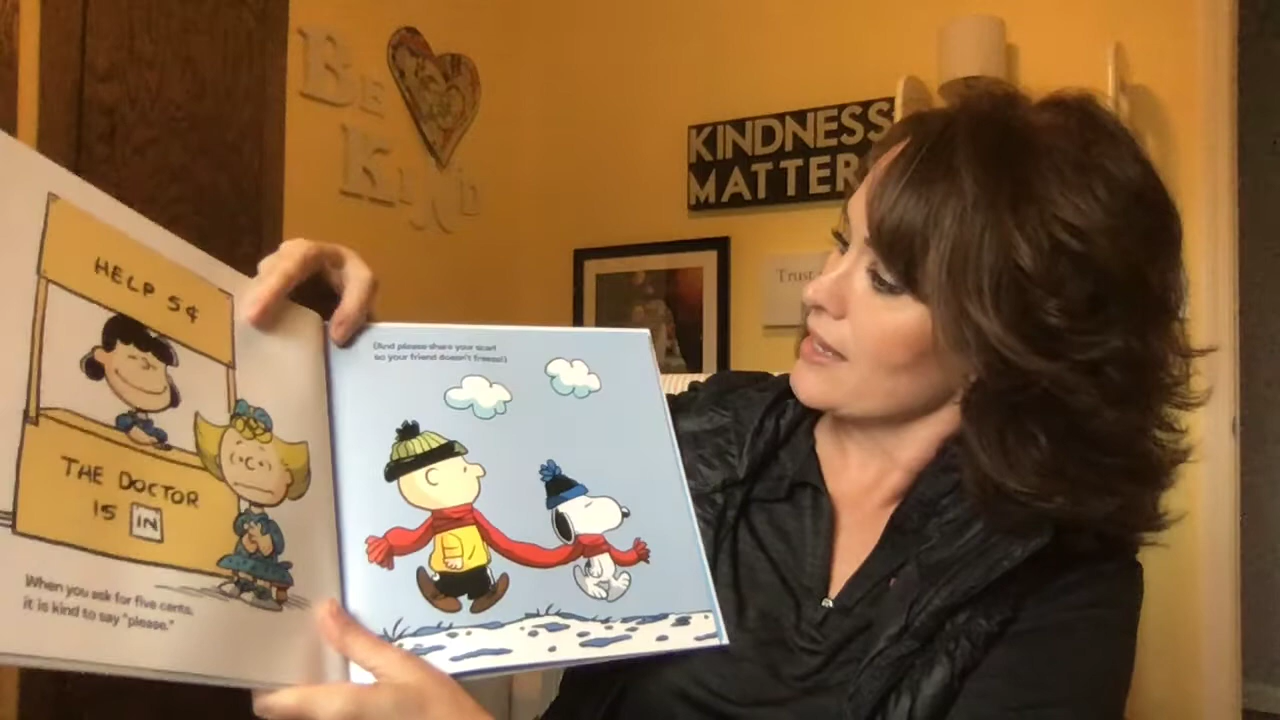 BE
KIND
KINDNESS
MATTER
Trust
HELP 5¢
THE DOCTOR
IS IN
When you ask for five cents,
it is kind to say "please."
(And please share your scarf
so your friend doesn't freeze!)